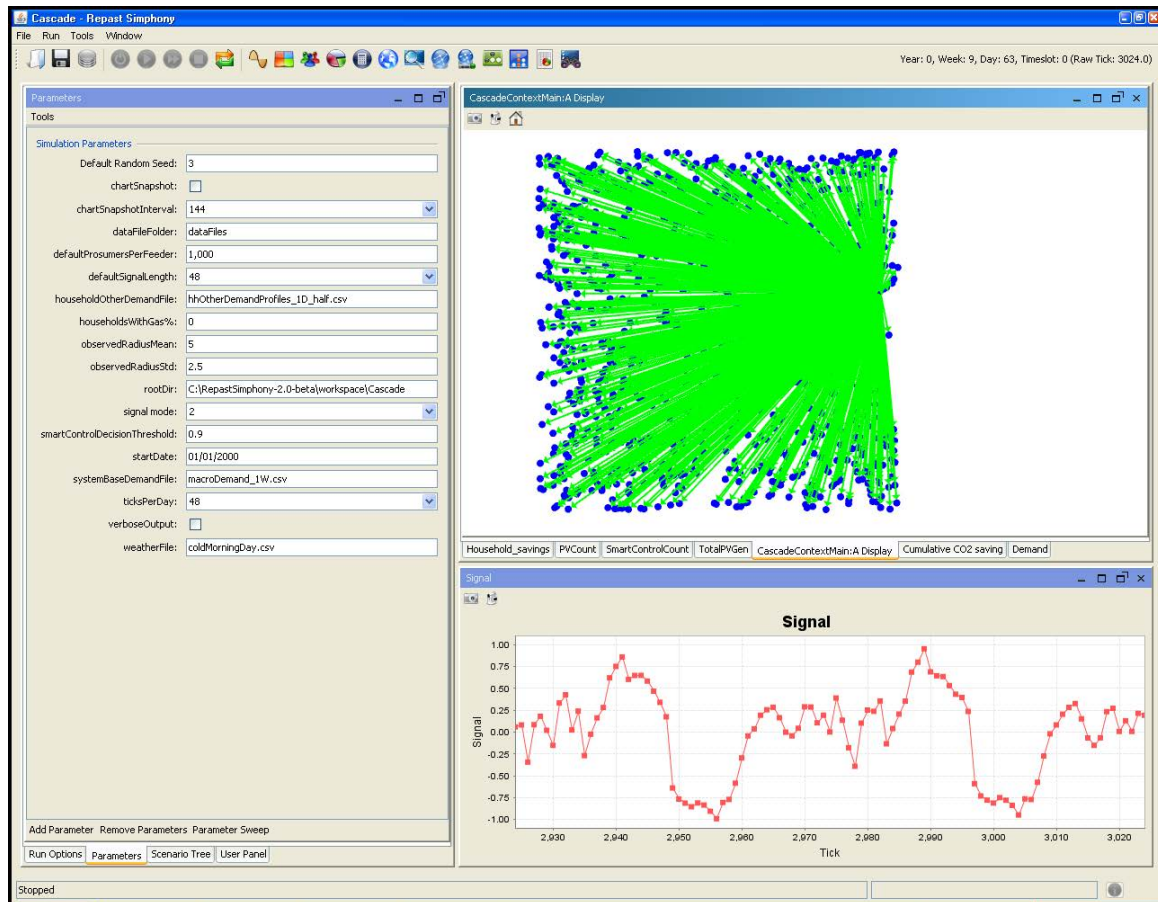 Cascade - Repast Simphony
File Run Tools Window
Year: 0, Week: 9, Day: 63, Timeslot: 0 (Raw Tick: 3024.0)
Parameters
Tools
Simulation Parameters
Default Random Seed: 3
chartSnapshot:
chartSnapshotInterval: 144
dataFileFolder: dataFiles
defaultProsumersPerFeeder: 1,000
defaultSignalLength: 48
householdOtherDemandFile: hhOtherDemandProfiles_1D_half.csv
householdsWithGas%: 0
observedRadiusMean: 5
observedRadiusStd: 2.5
rootDir: C:\RepastSimphony-2.0-beta\workspace\Cascade
signal mode: 2
smartControlDecisionThreshold: 0.9
startDate: 01/01/2000
systemBaseDemandFile: macroDemand_1W.csv
ticksPerDay: 48
verboseOutput:
weatherFile: coldMorningDay.csv
Add Parameter Remove Parameters Parameter Sweep
Run Options Parameters Scenario Tree User Panel
CascadeContextMain:A Display
Household_savings PVCount SmartControlCount TotalPVGen CascadeContextMain:A Display Cumulative CO2 saving Demand
Signal
Signal
1.00
0.75
0.50
0.25
0.00
-0.25
-0.50
-0.75
-1.00
Signal
2,930 2,940 2,950 2,960 2,970 2,980 2,990 3,000 3,010 3,020
Tick
Stopped